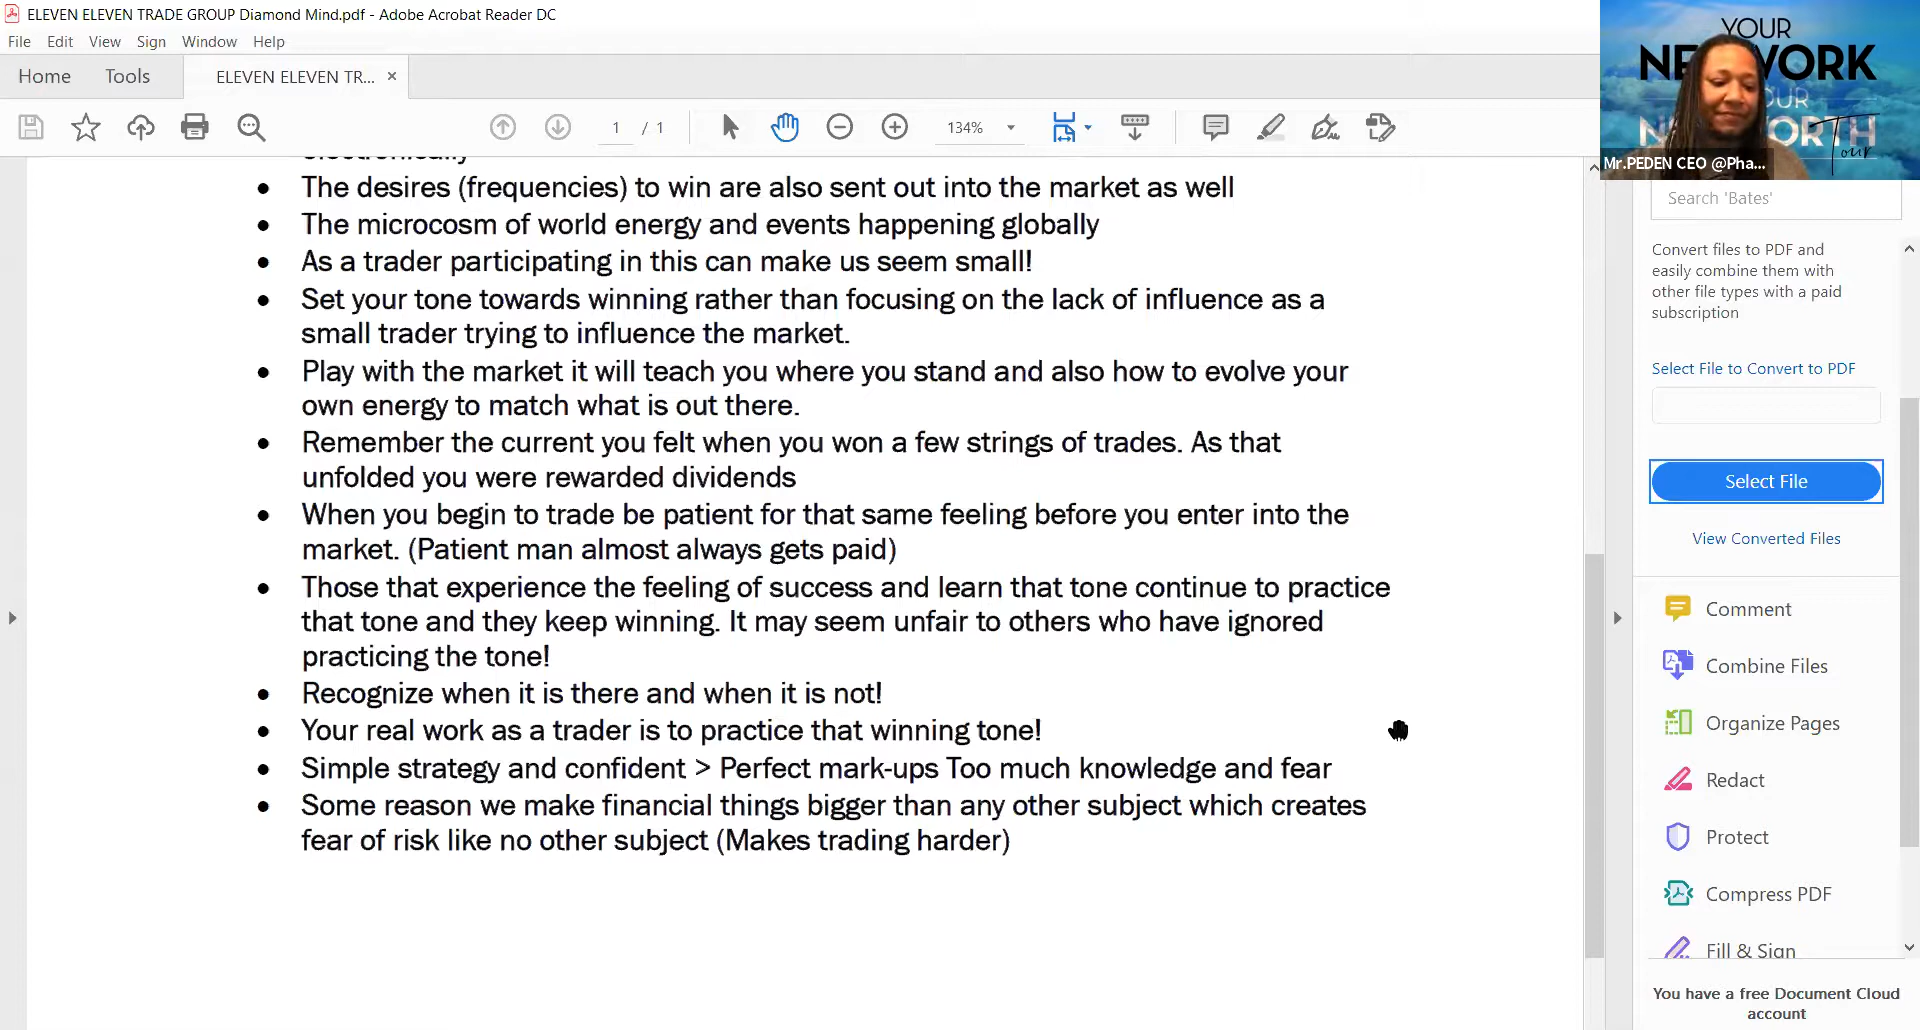 ELEVEN ELEVEN TRADE GROUP Diamond Mind.pdf - Adobe Acrobat Reader DC
File Edit View Sign Window Help
Home Tools ELEVEN ELEVEN TR... ×
1 / 1 134%
YOUR
NETWORK
YOUR
NETWORTH
Tour
Mr.PEDEN CEO @Pha...
electronically
• The desires (frequencies) to win are also sent out into the market as well
• The microcosm of world energy and events happening globally
• As a trader participating in this can make us seem small!
• Set your tone towards winning rather than focusing on the lack of influence as a
small trader trying to influence the market.
• Play with the market it will teach you where you stand and also how to evolve your
own energy to match what is out there.
• Remember the current you felt when you won a few strings of trades. As that
unfolded you were rewarded dividends
• When you begin to trade be patient for that same feeling before you enter into the
market. (Patient man almost always gets paid)
• Those that experience the feeling of success and learn that tone continue to practice
that tone and they keep winning. It may seem unfair to others who have ignored
practicing the tone!
• Recognize when it is there and when it is not!
• Your real work as a trader is to practice that winning tone!
• Simple strategy and confident > Perfect mark-ups Too much knowledge and fear
• Some reason we make financial things bigger than any other subject which creates
fear of risk like no other subject (Makes trading harder)
Search 'Bates'
Convert files to PDF and
easily combine them with
other file types with a paid
subscription
Select File to Convert to PDF
Select File
View Converted Files
Comment
Combine Files
Organize Pages
Redact
Protect
Compress PDF
Fill & Sign
You have a free Document Cloud
account